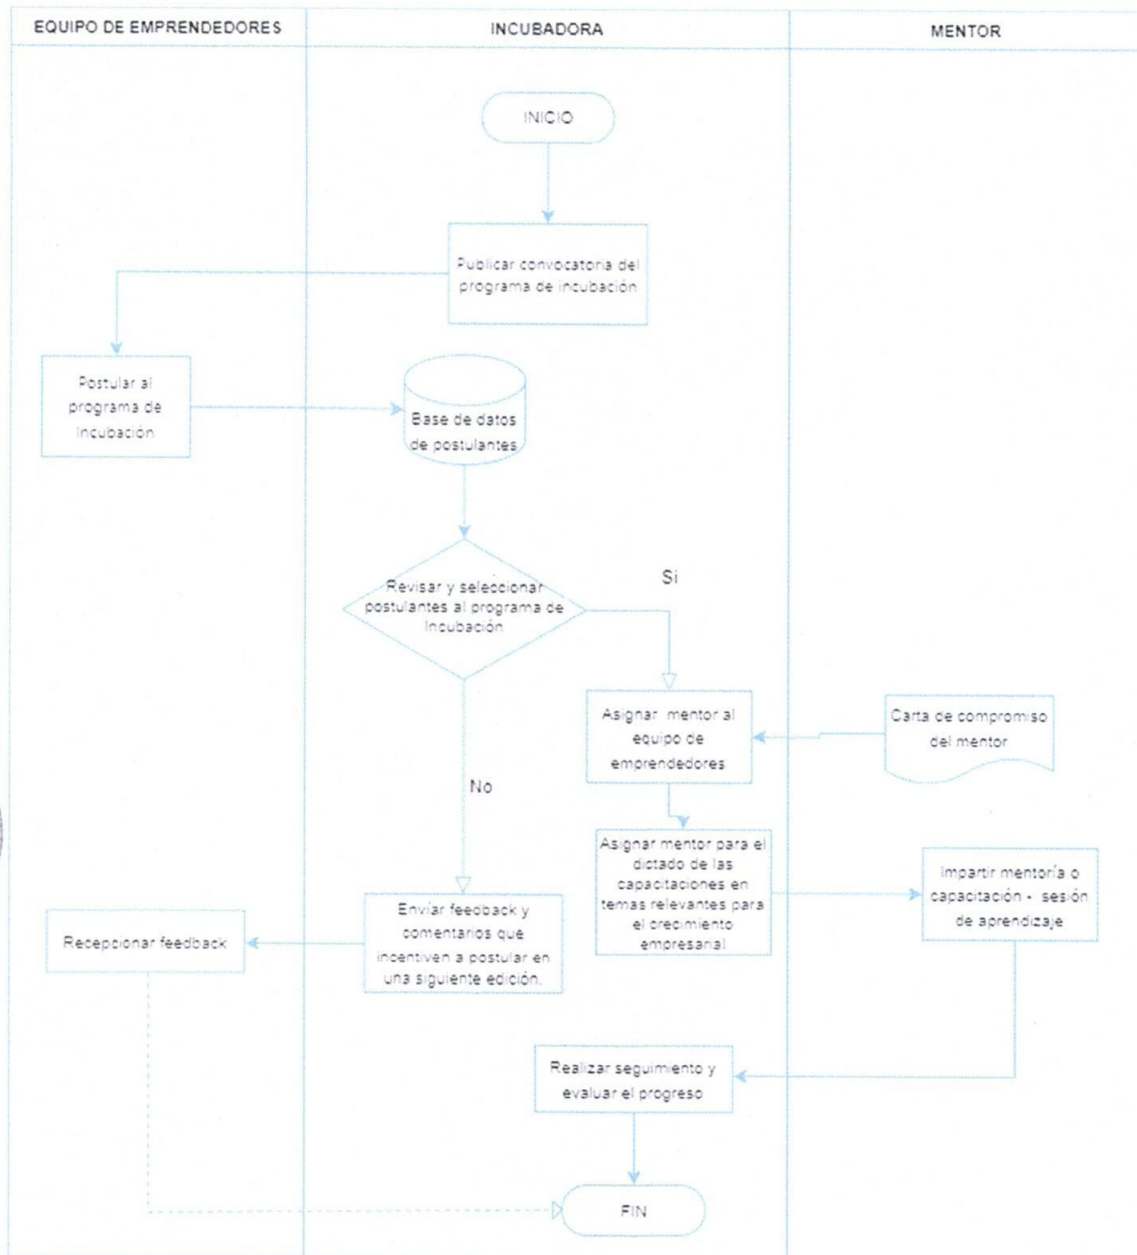 EQUIPO DE EMPRENDEDORES
INCUBADORA
MENTOR
INICIO
Publicar convocatoria del
programa de incubación
Postular al
programa de
Incubación
Base de datos
de postulantes
Revisar y seleccionar
postulantes al programa de
Incubación
Si
Asignar mentor al
equipo de
emprendedores
Carta de compromiso
del mentor
No
Asignar mentor para el
dictado de las
capacitaciones en
temas relevantes para
el crecimiento
empresarial
Impartir mentoría o
capacitación - sesión
de aprendizaje
Envíar feedback y
comentarios que
incentiven a postular en
una siguiente edición.
Recepcionar feedback
Realizar seguimiento y
evaluar el progreso
FIN